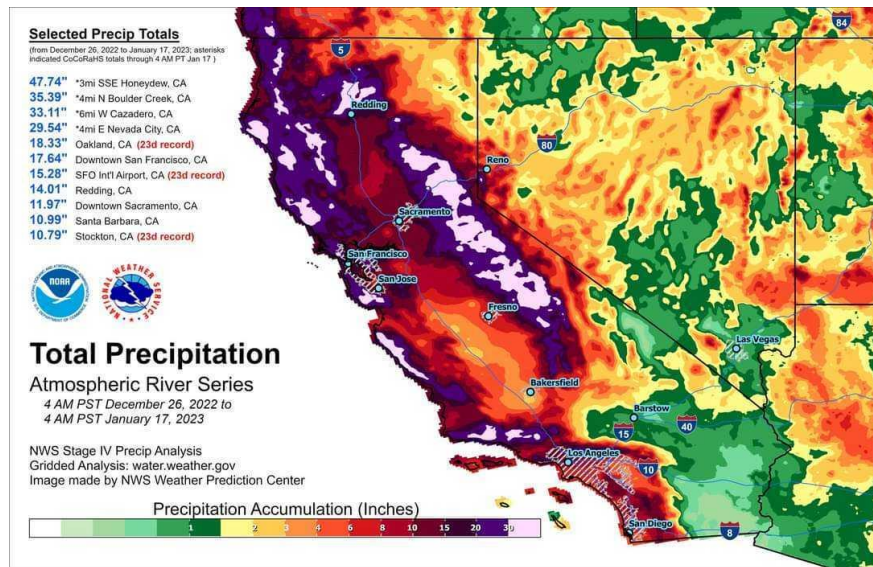 Selected Precip Totals
(from December 26, 2022 to January 17, 2023; asterisks
indicated CoCoRaHS totals through 4 AM PT Jan 17 )
47.74" *3mi SSE Honeydew, CA
35.39" *4mi N Boulder Creek, CA
33.11" *6mi W Cazadero, CA
29.54" *4mi E Nevada City, CA
18.33" Oakland, CA (23d record)
17.64" Downtown San Francisco, CA
15.28" SFO Int'l Airport, CA (23d record)
14.01" Redding, CA
11.97" Downtown Sacramento, CA
10.99" Santa Barbara, CA
10.79" Stockton, CA (23d record)
NOAA
NATIONAL WEATHER SERVICE
Total Precipitation
Atmospheric River Series
4 AM PST December 26, 2022 to
4 AM PST January 17, 2023
NWS Stage IV Precip Analysis
Gridded Analysis: water.weather.gov
Image made by NWS Weather Prediction Center
Precipitation Accumulation (Inches)
1 2 3 4 6 8 10 15 20 30
5
84
Redding
80
Reno
Sacramento
San Francisco
San Jose
Fresno
Las Vegas
Bakersfield
Barstow
15
40
Los Angeles
10
San Diego
8